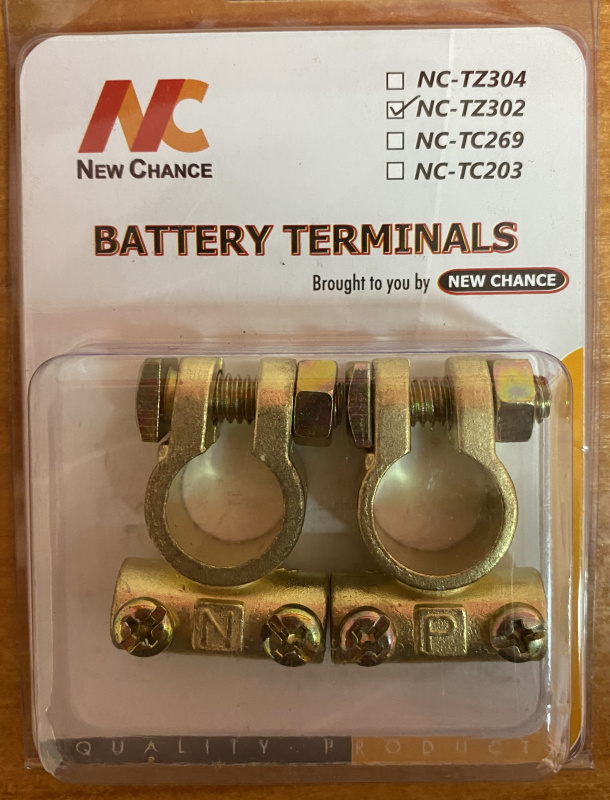 NC
NEW CHANCE
NC-TZ304
NC-TZ302
NC-TC269
NC-TC203
BATTERY TERMINALS
Brought to you by NEW CHANCE
N
P
QUALITY PRODUCTS